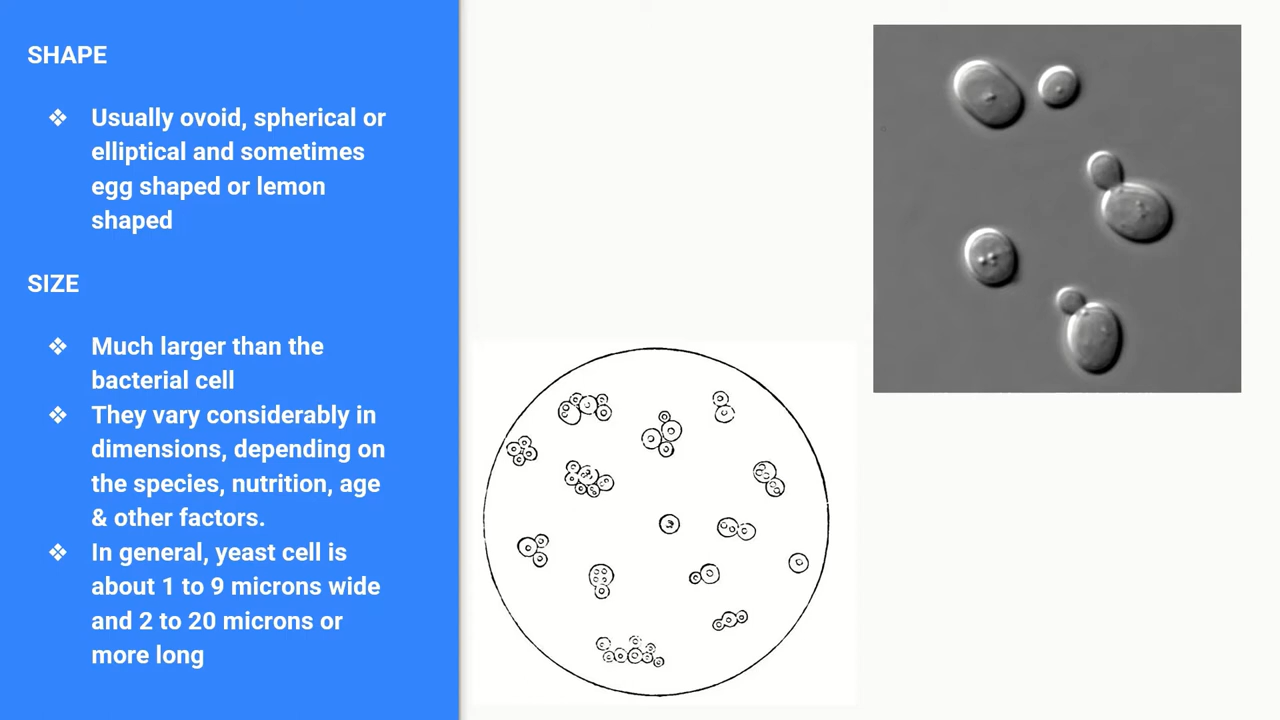 SHAPE
❖ Usually ovoid, spherical or
elliptical and sometimes
egg shaped or lemon
shaped
SIZE
❖ Much larger than the
bacterial cell
❖ They vary considerably in
dimensions, depending on
the species, nutrition, age
& other factors.
❖ In general, yeast cell is
about 1 to 9 microns wide
and 2 to 20 microns or
more long